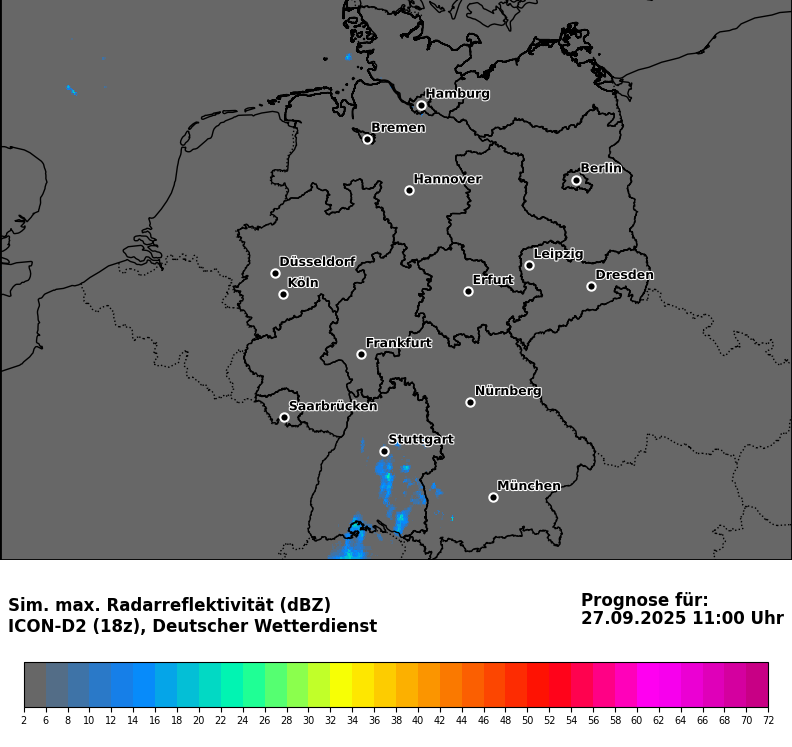 Hamburg
Bremen
Berlin
Hannover
Leipzig
Düsseldorf
Dresden
Köln
Erfurt
Frankfurt
Nürnberg
Saarbrücken
Stuttgart
München
Sim. max. Radarreflektivität (dBZ)
ICON-D2 (18z), Deutscher Wetterdienst
Prognose für:
27.09.2025 11:00 Uhr
2 6 8 10 12 14 16 18 20 22 24 26 28 30 32 34 36 38 40 42 44 46 48 50 52 54 56 58 60 62 64 66 68 70 72